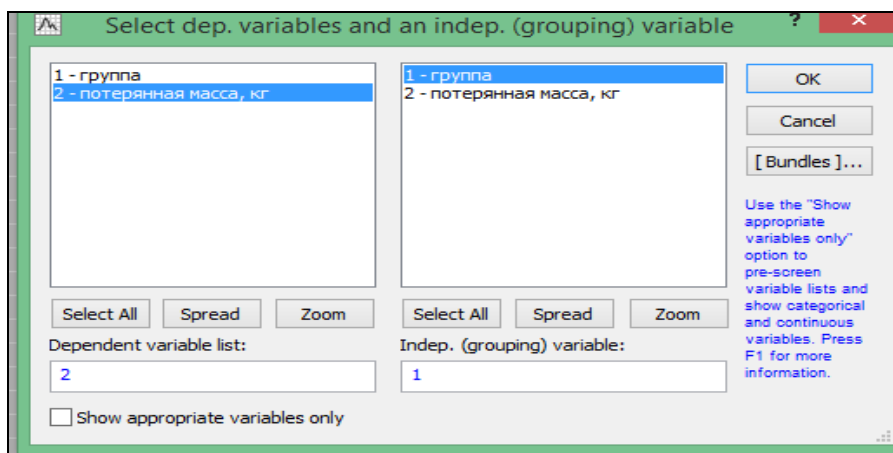 Select dep. variables and an indep. (grouping) variable
? ×
1 - группа
2 - потерянная масса, кг
1 - группа
2 - потерянная масса, кг
OK
Cancel
[ Bundles ]...
Use the "Show
appropriate
variables only"
option to
pre-screen
variable lists and
show categorical
and continuous
variables. Press
F1 for more
information.
Select All Spread Zoom
Select All Spread Zoom
Dependent variable list:
Indep. (grouping) variable:
2
1
Show appropriate variables only